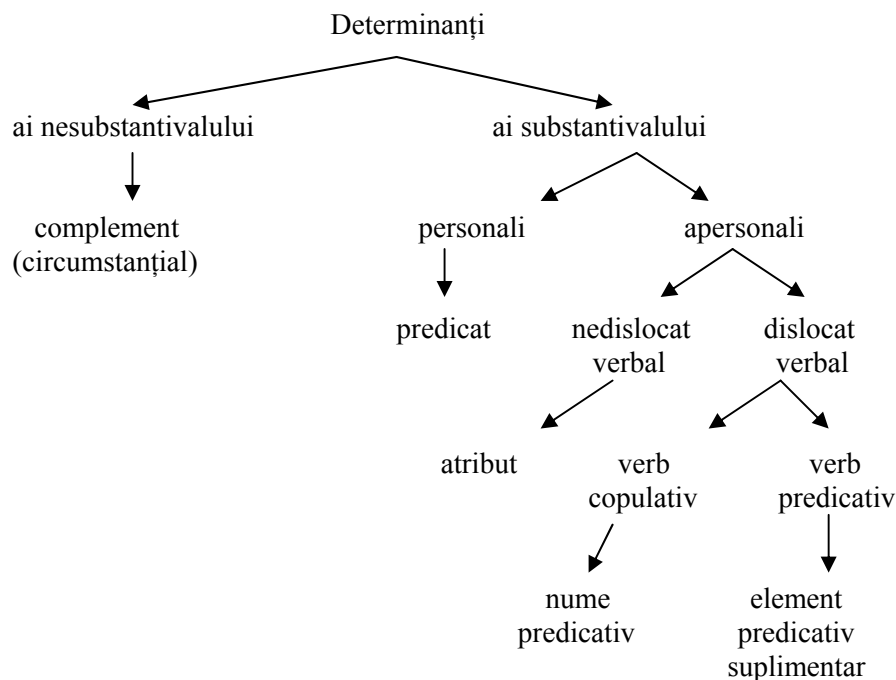 Determinanți
ai nesubstantivalului
ai substantivalului
complement
(circumstanțial)
personali
apersonali
predicat
nedislocat
verbal
dislocat
verbal
atribut
verb
copulativ
verb
predicativ
nume
predicativ
element
predicativ
suplimentar